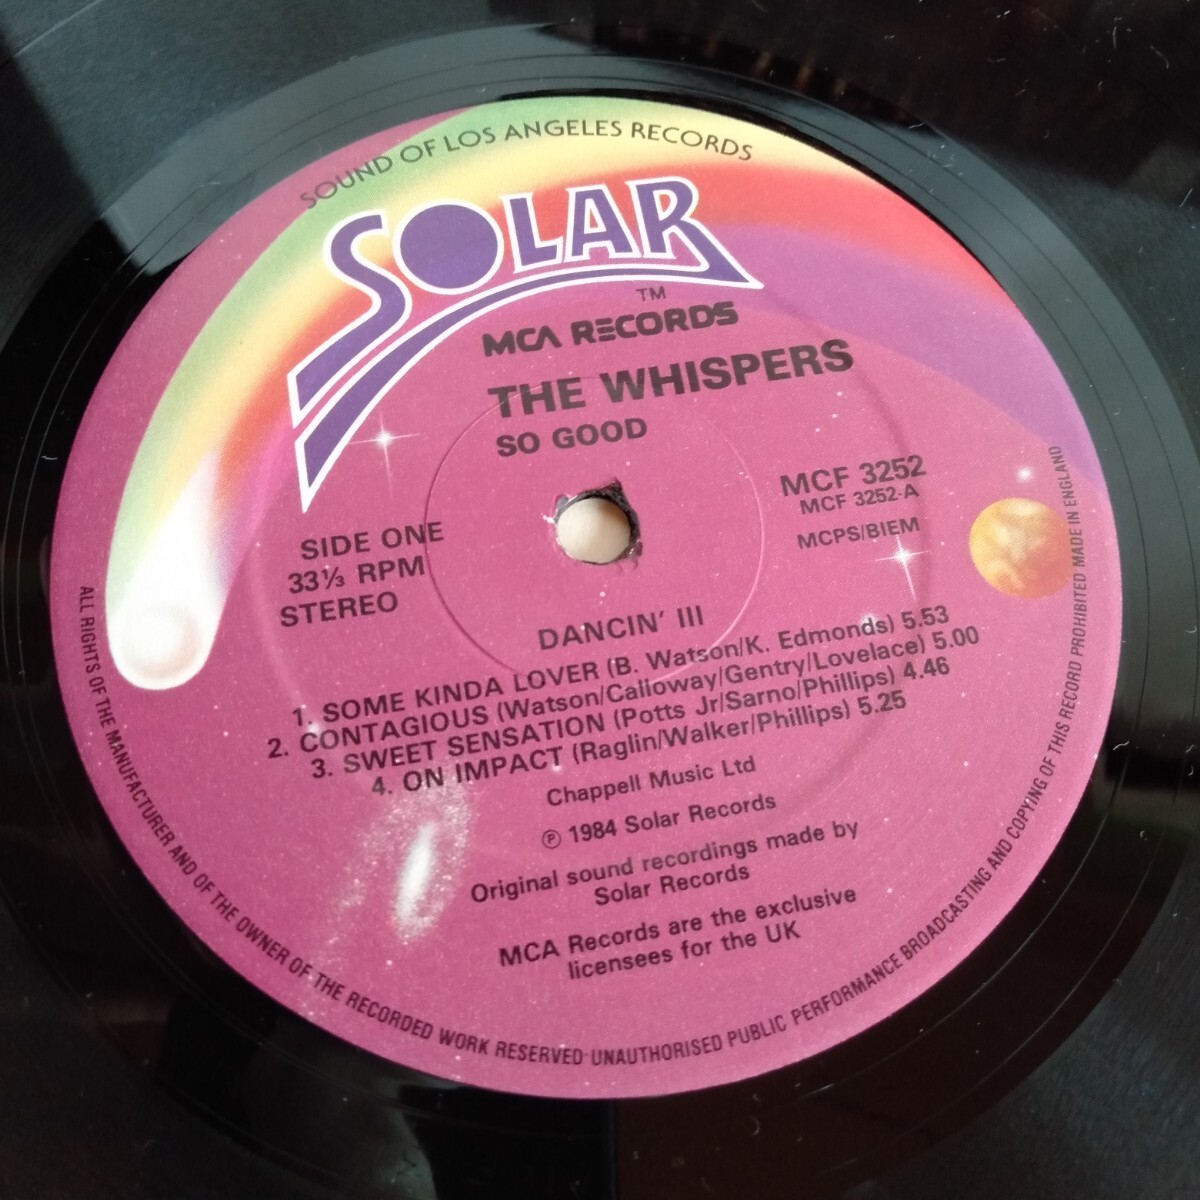 SOUND OF LOS ANGELES RECORDS
SOLAR
TM
MCA RECORDS
THE WHISPERS
SO GOOD
MCF 3252
MCF 3252-A
MCPS/BIEM
SIDE ONE
33⅓ RPM
STEREO
DANCIN' III
1. SOME KINDA LOVER (B. Watson/K. Edmonds) 5.53
2. CONTAGIOUS (Watson/Calloway/Gentry/Lovelace) 5.00
3. SWEET SENSATION (Potts Jr/Sarno/Phillips) 4.46
4. ON IMPACT (Raglin/Walker/Phillips) 5.25
Chappell Music Ltd
℗ 1984 Solar Records
Original sound recordings made by
Solar Records
MCA Records are the exclusive
licensees for the UK
ALL RIGHTS OF THE MANUFACTURER AND OF THE OWNER OF THE RECORDED WORK RESERVED·UNAUTHORISED PUBLIC PERFORMANCE BROADCASTING AND COPYING OF THIS RECORD PROHIBITED MADE IN ENGLAND